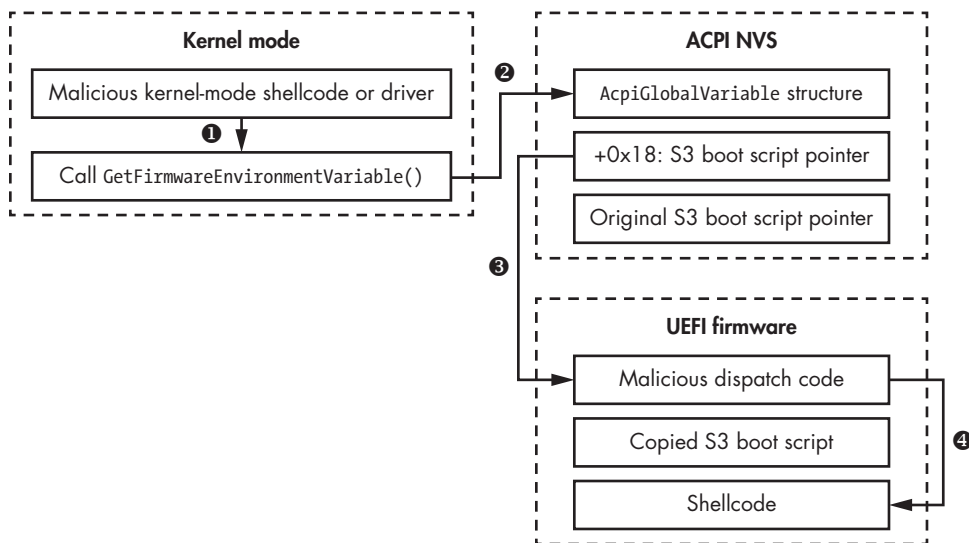 Kernel mode
Malicious kernel-mode shellcode or driver
❶
Call GetFirmwareEnvironmentVariable()
❷
ACPI NVS
AcpiGlobalVariable structure
+0x18: S3 boot script pointer
Original S3 boot script pointer
❸
UEFI firmware
Malicious dispatch code
Copied S3 boot script
❹
Shellcode